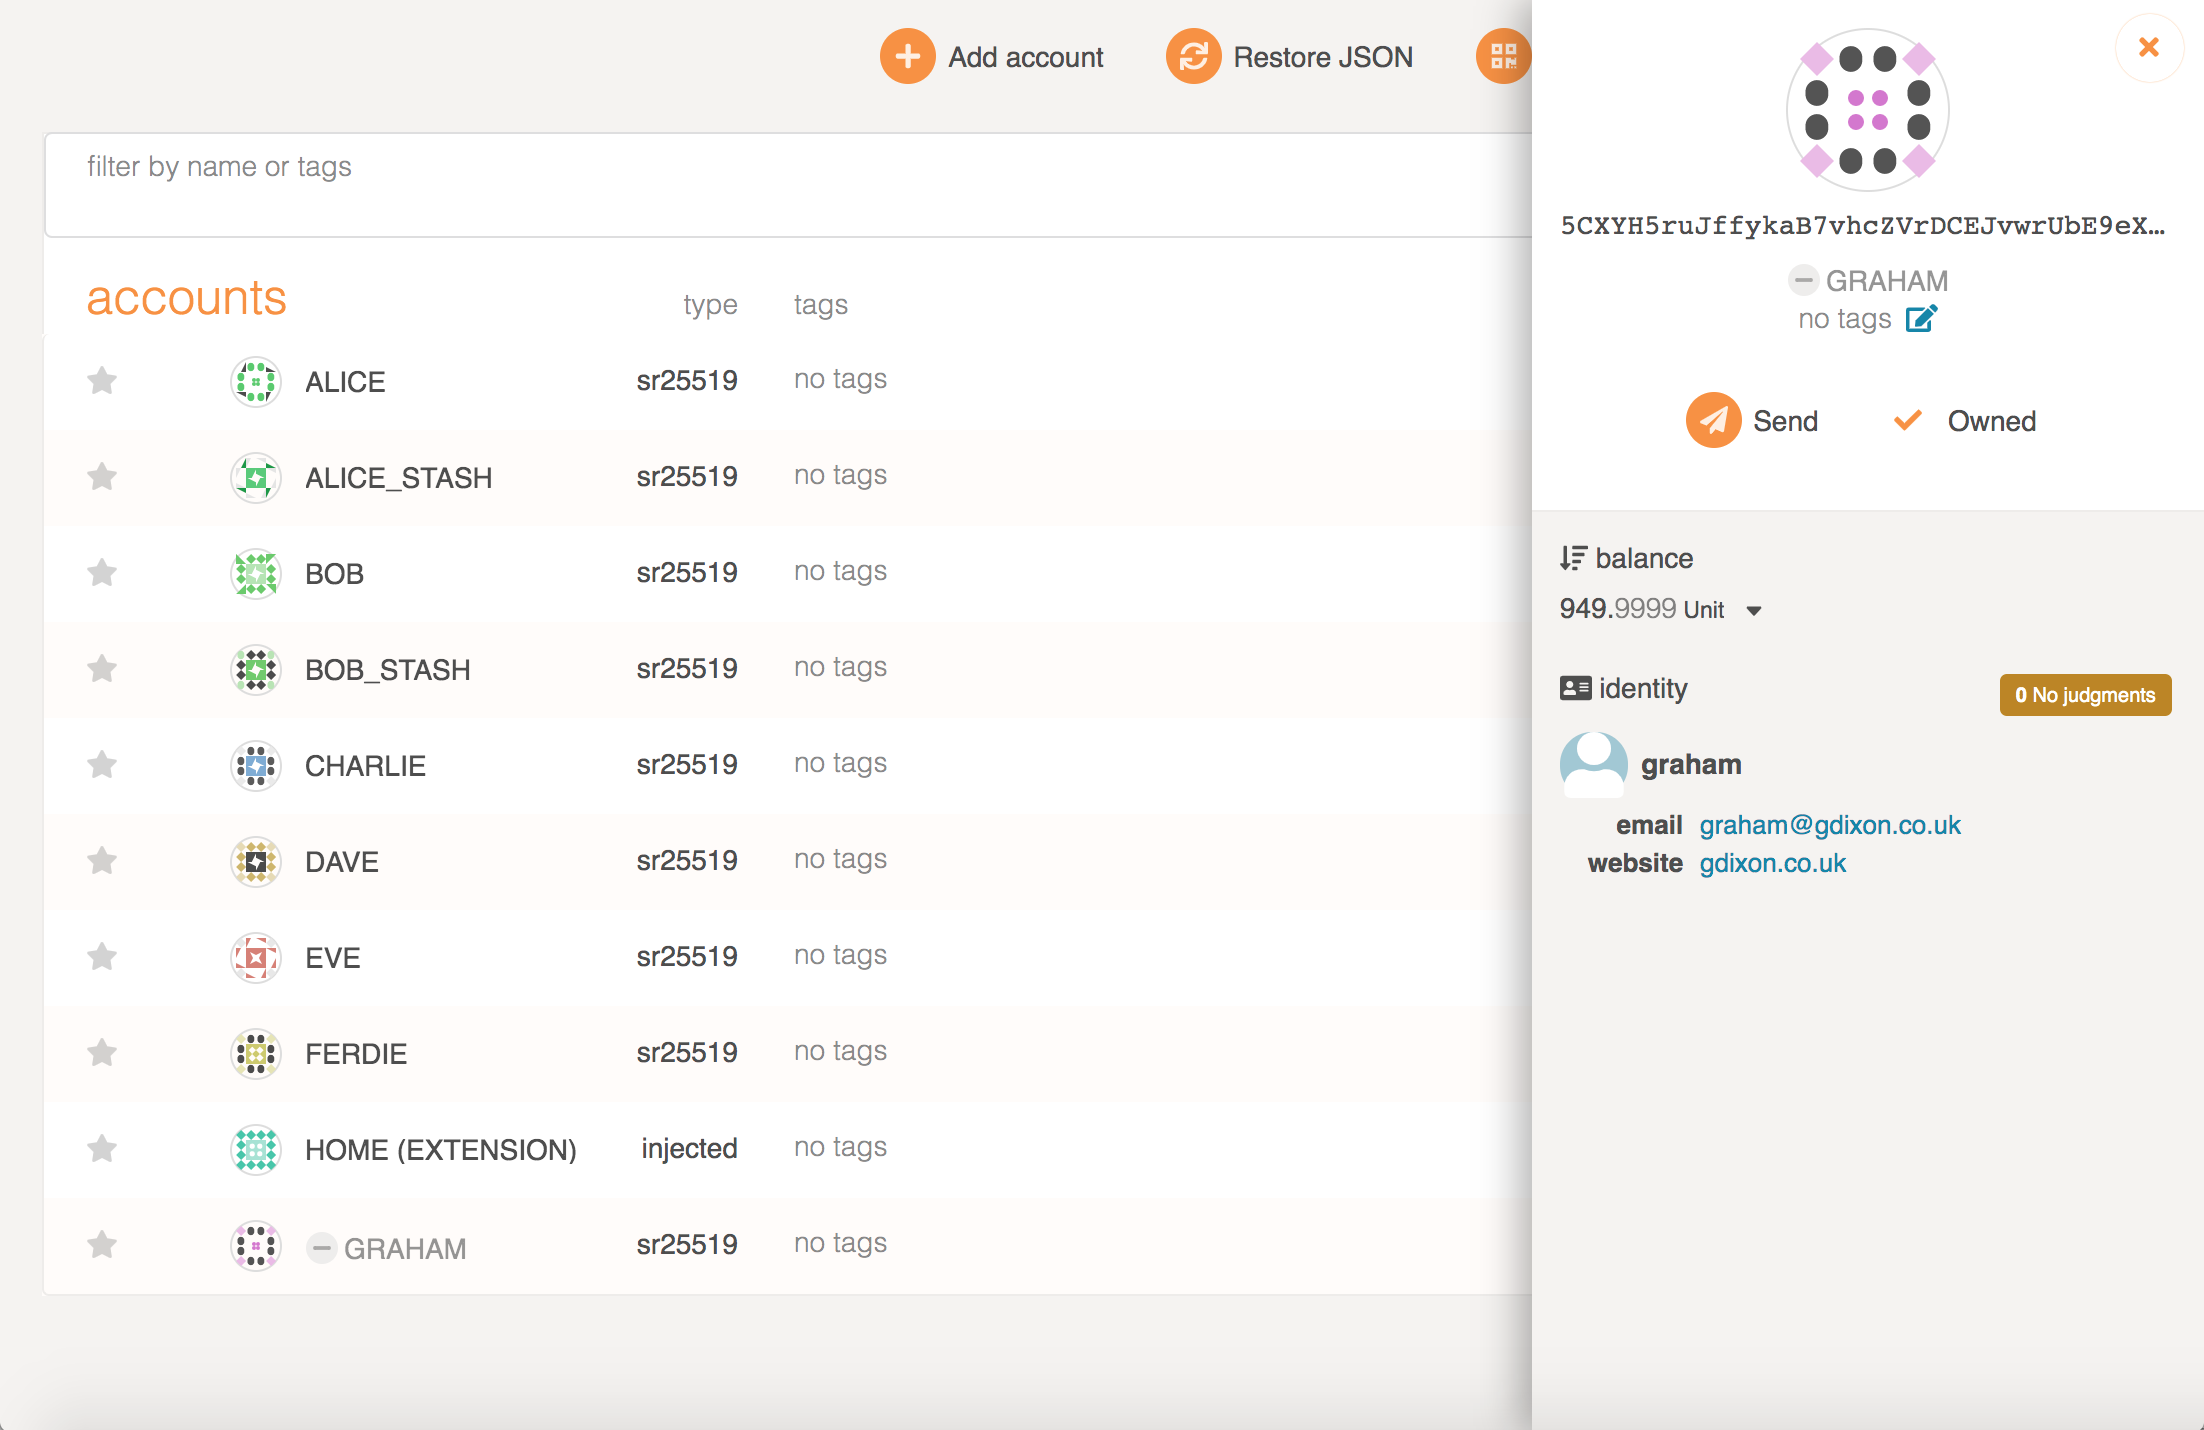 Add account
Restore JSON
filter by name or tags
accounts type tags
ALICE sr25519 no tags
ALICE_STASH sr25519 no tags
BOB sr25519 no tags
BOB_STASH sr25519 no tags
CHARLIE sr25519 no tags
DAVE sr25519 no tags
EVE sr25519 no tags
FERDIE sr25519 no tags
HOME (EXTENSION) injected no tags
GRAHAM sr25519 no tags
5CXYH5ruJffykaB7vhcZVrDCEJvwrUbE9eX…
GRAHAM
no tags
Send Owned
balance
949.9999 Unit
identity 0 No judgments
graham
email graham@gdixon.co.uk
website gdixon.co.uk